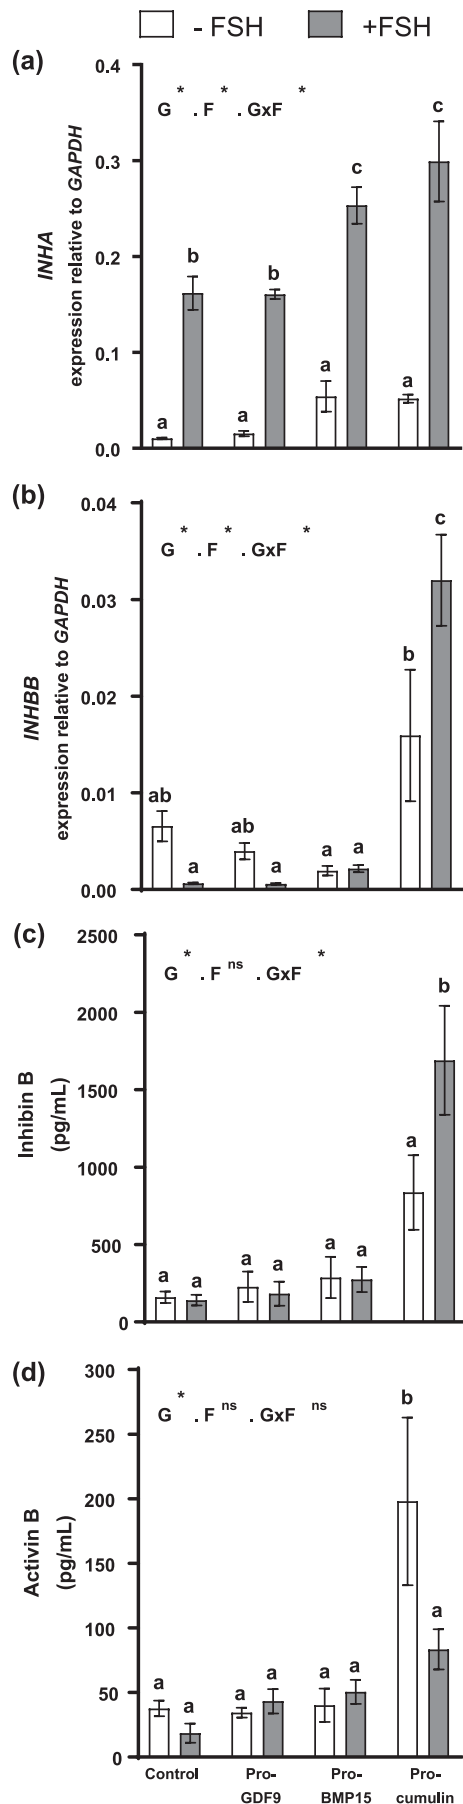 - FSH +FSH
(a)
INHA
expression relative to GAPDH
0.4
0.3
0.2
0.1
0.0
G * . F * . GxF *
a b a b a c a c
(b)
INHBB
expression relative to GAPDH
0.04
0.03
0.02
0.01
0.00
G * . F * . GxF *
ab a ab a a a b c
(c)
Inhibin B
(pg/mL)
2500
2000
1500
1000
500
0
G * . F ns . GxF *
a a a a a a a b
(d)
Activin B
(pg/mL)
300
250
200
150
100
50
0
G * . F ns . GxF ns
a a a a a a b a
Control Pro- Pro- Pro-
GDF9 BMP15 cumulin